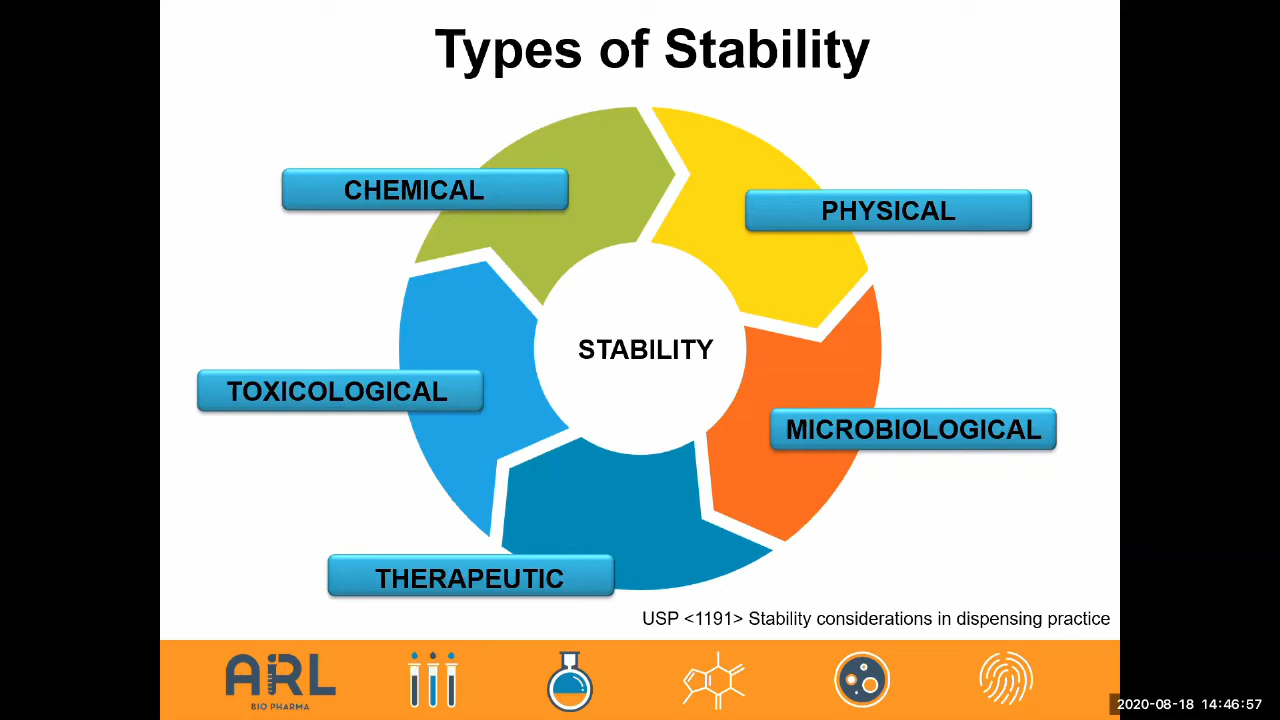 Types of Stability
CHEMICAL
PHYSICAL
STABILITY
TOXICOLOGICAL
MICROBIOLOGICAL
THERAPEUTIC
USP <1191> Stability considerations in dispensing practice
ARL
BIO PHARMA
2020-08-18 14:46:57